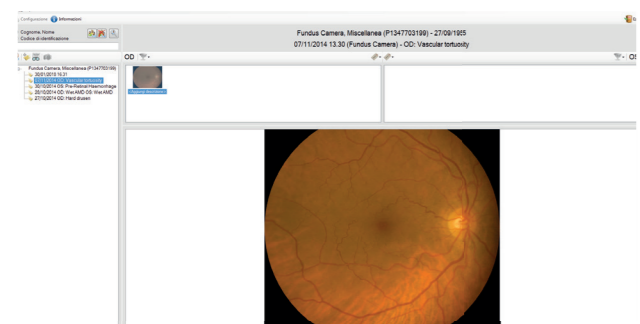 Configurazione Informazioni
Cognome, Nome
Codice di identificazione
Fundus Camera, Miscellanea (P1347703199) - 27/09/1955
07/11/2014 13.30 (Fundus Camera) - OD: Vascular tortuosity
OD
OS
Fundus Camera, Miscellanea (P1347703199)
30/01/2015 16.31
07/11/2014 OD: Vascular tortuosity
30/10/2014 OS: Pre-Retinal Haemorrhage
28/10/2014 OD: Wet AMD OS: Wet AMD
27/10/2014 OD: Hard drusen